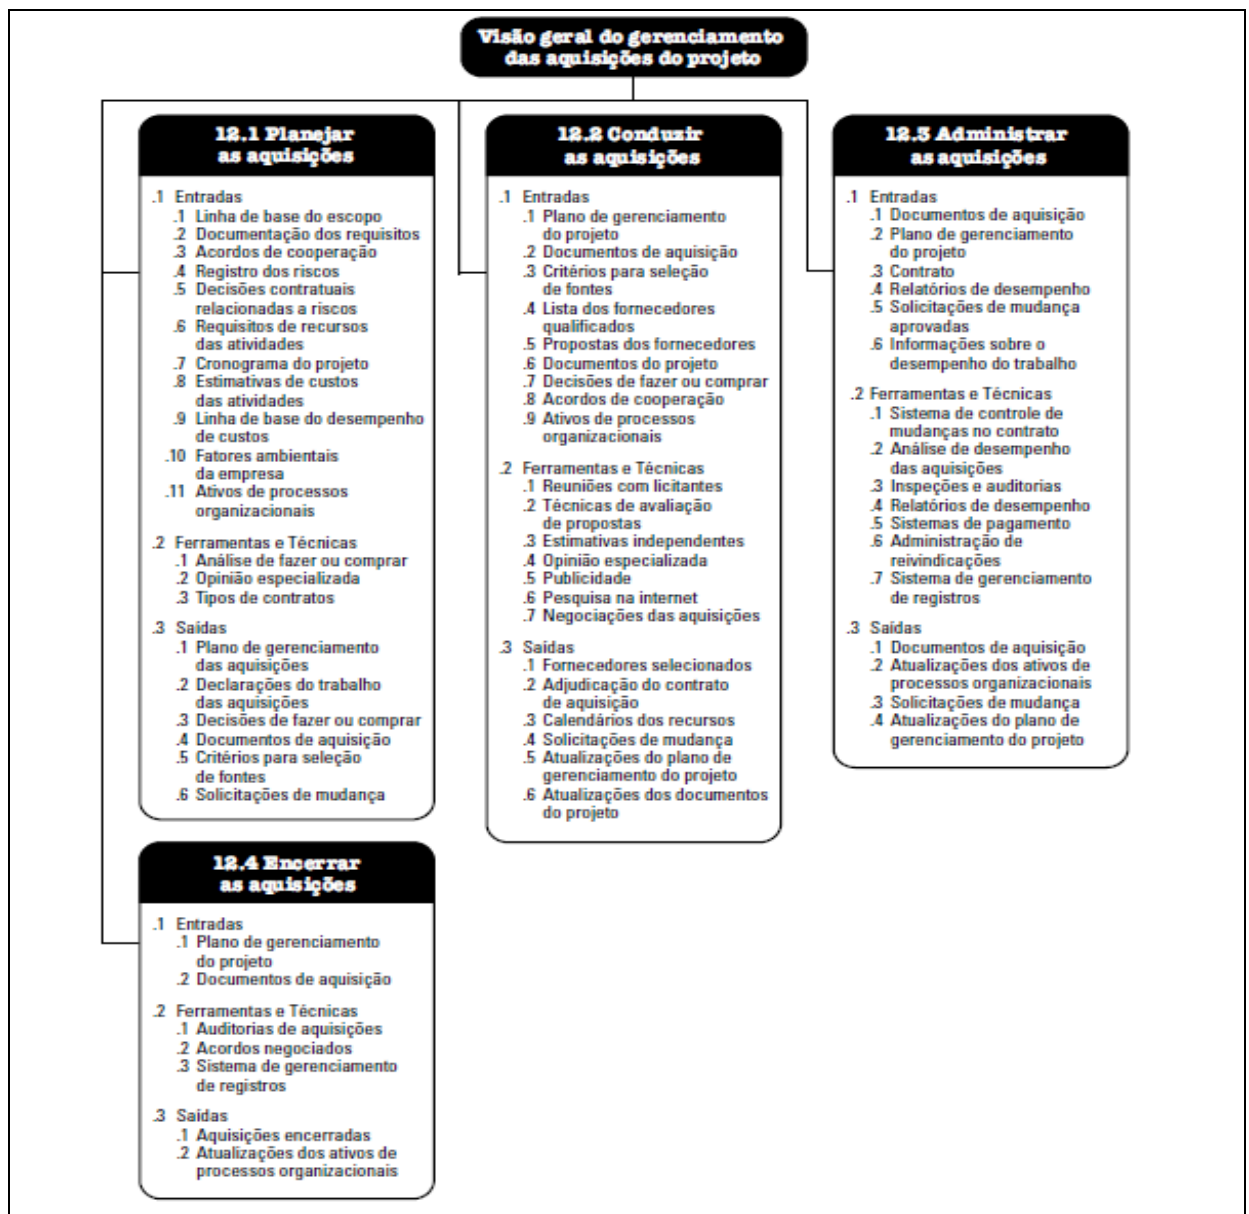 Visão geral do gerenciamento
das aquisições do projeto
12.1 Planejar
as aquisições
.1 Entradas
.1 Linha de base do escopo
.2 Documentação dos requisitos
.3 Acordos de cooperação
.4 Registro dos riscos
.5 Decisões contratuais
relacionadas a riscos
.6 Requisitos de recursos
das atividades
.7 Cronograma do projeto
.8 Estimativas de custos
das atividades
.9 Linha de base do desempenho
de custos
.10 Fatores ambientais
da empresa
.11 Ativos de processos
organizacionais
.2 Ferramentas e Técnicas
.1 Análise de fazer ou comprar
.2 Opinião especializada
.3 Tipos de contratos
.3 Saídas
.1 Plano de gerenciamento
das aquisições
.2 Declarações do trabalho
das aquisições
.3 Decisões de fazer ou comprar
.4 Documentos de aquisição
.5 Critérios para seleção
de fontes
.6 Solicitações de mudança
12.2 Conduzir
as aquisições
.1 Entradas
.1 Plano de gerenciamento
do projeto
.2 Documentos de aquisição
.3 Critérios para seleção
de fontes
.4 Lista dos fornecedores
qualificados
.5 Propostas dos fornecedores
.6 Documentos do projeto
.7 Decisões de fazer ou comprar
.8 Acordos de cooperação
.9 Ativos de processos
organizacionais
.2 Ferramentas e Técnicas
.1 Reuniões com licitantes
.2 Técnicas de avaliação
de propostas
.3 Estimativas independentes
.4 Opinião especializada
.5 Publicidade
.6 Pesquisa na internet
.7 Negociações das aquisições
.3 Saídas
.1 Fornecedores selecionados
.2 Adjudicação do contrato
de aquisição
.3 Calendários dos recursos
.4 Solicitações de mudança
.5 Atualizações do plano de
gerenciamento do projeto
.6 Atualizações dos documentos
do projeto
12.3 Administrar
as aquisições
.1 Entradas
.1 Documentos de aquisição
.2 Plano de gerenciamento
do projeto
.3 Contrato
.4 Relatórios de desempenho
.5 Solicitações de mudança
aprovadas
.6 Informações sobre o
desempenho do trabalho
.2 Ferramentas e Técnicas
.1 Sistema de controle de
mudanças no contrato
.2 Análise de desempenho
das aquisições
.3 Inspeções e auditorias
.4 Relatórios de desempenho
.5 Sistemas de pagamento
.6 Administração de
reivindicações
.7 Sistema de gerenciamento
de registros
.3 Saídas
.1 Documentos de aquisição
.2 Atualizações dos ativos de
processos organizacionais
.3 Solicitações de mudança
.4 Atualizações do plano de
gerenciamento do projeto
12.4 Encerrar
as aquisições
.1 Entradas
.1 Plano de gerenciamento
do projeto
.2 Documentos de aquisição
.2 Ferramentas e Técnicas
.1 Auditorias de aquisições
.2 Acordos negociados
.3 Sistema de gerenciamento
de registros
.3 Saídas
.1 Aquisições encerradas
.2 Atualizações dos ativos de
processos organizacionais